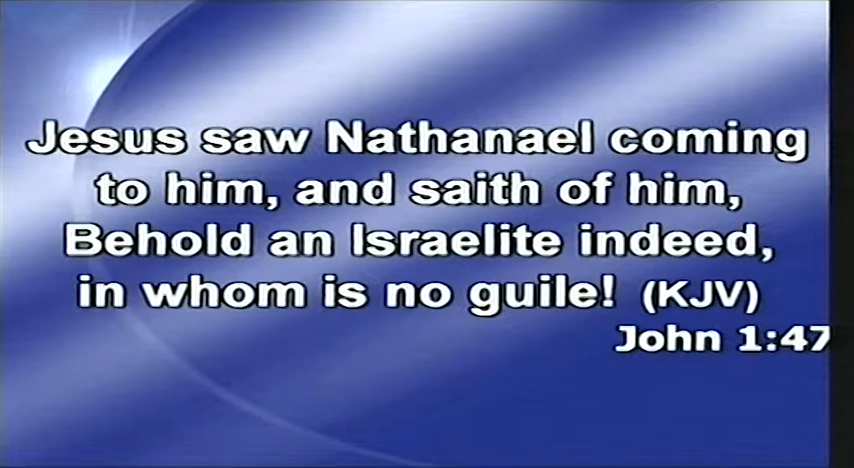 Jesus saw Nathanael coming
to him, and saith of him,
Behold an Israelite indeed,
in whom is no guile! (KJV)
John 1:47